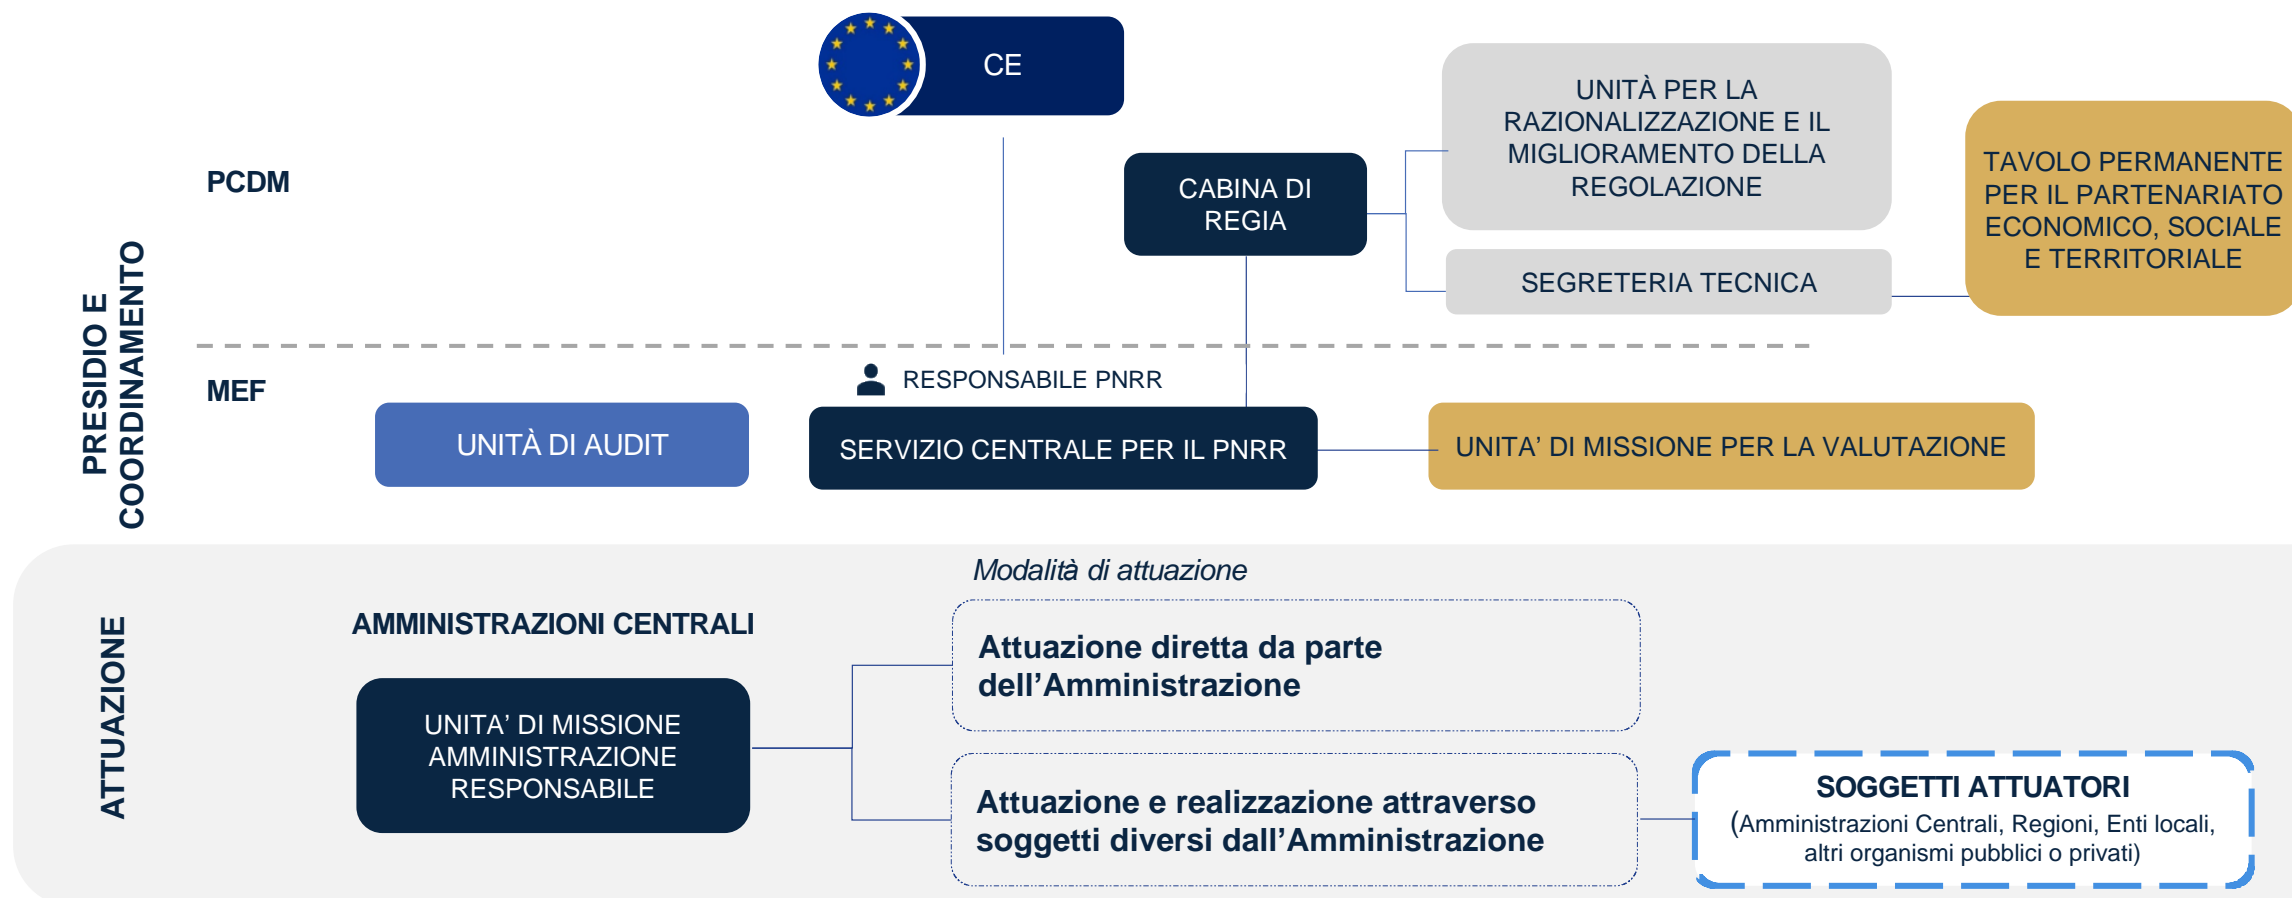 CE
PCDM
CABINA DI
REGIA
UNITÀ PER LA
RAZIONALIZZAZIONE E IL
MIGLIORAMENTO DELLA
REGOLAZIONE
SEGRETERIA TECNICA
TAVOLO PERMANENTE
PER IL PARTENARIATO
ECONOMICO, SOCIALE
E TERRITORIALE
PRESIDIO E
COORDINAMENTO
MEF
RESPONSABILE PNRR
UNITÀ DI AUDIT
SERVIZIO CENTRALE PER IL PNRR
UNITA’ DI MISSIONE PER LA VALUTAZIONE
ATTUAZIONE
Modalità di attuazione
AMMINISTRAZIONI CENTRALI
UNITA’ DI MISSIONE
AMMINISTRAZIONE
RESPONSABILE
Attuazione diretta da parte
dell’Amministrazione
Attuazione e realizzazione attraverso
soggetti diversi dall’Amministrazione
SOGGETTI ATTUATORI
(Amministrazioni Centrali, Regioni, Enti locali,
altri organismi pubblici o privati)